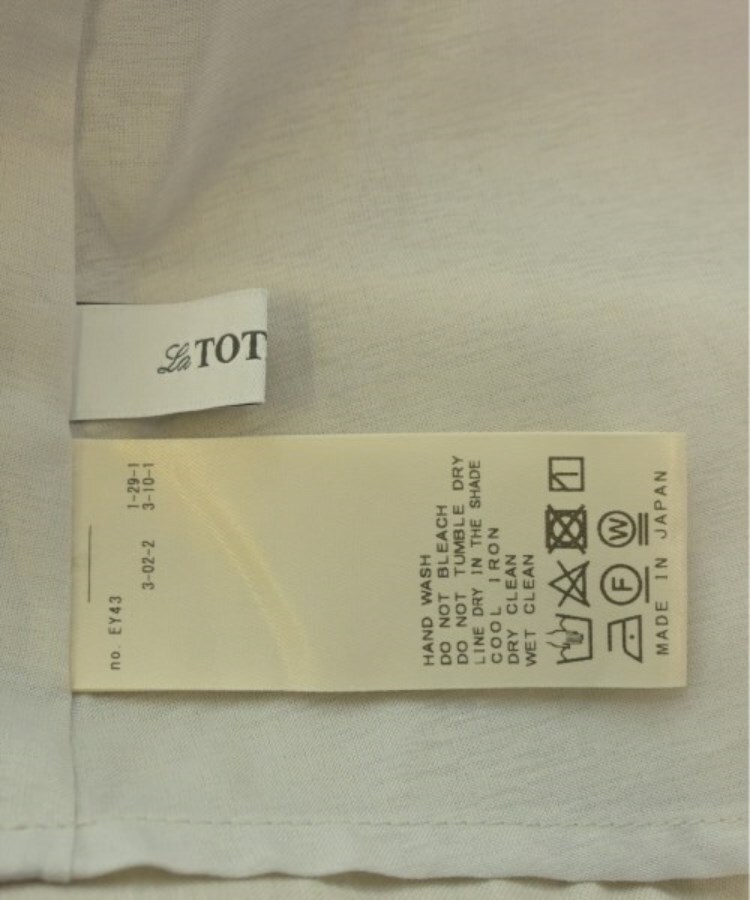 La TOT
no. EY43
3-02-2 1-29-1
3-10-1
HAND WASH
DO NOT BLEACH
DO NOT TUMBLE DRY
LINE DRY IN THE SHADE
COOL IRON
DRY CLEAN
WET CLEAN
F W
MADE IN JAPAN